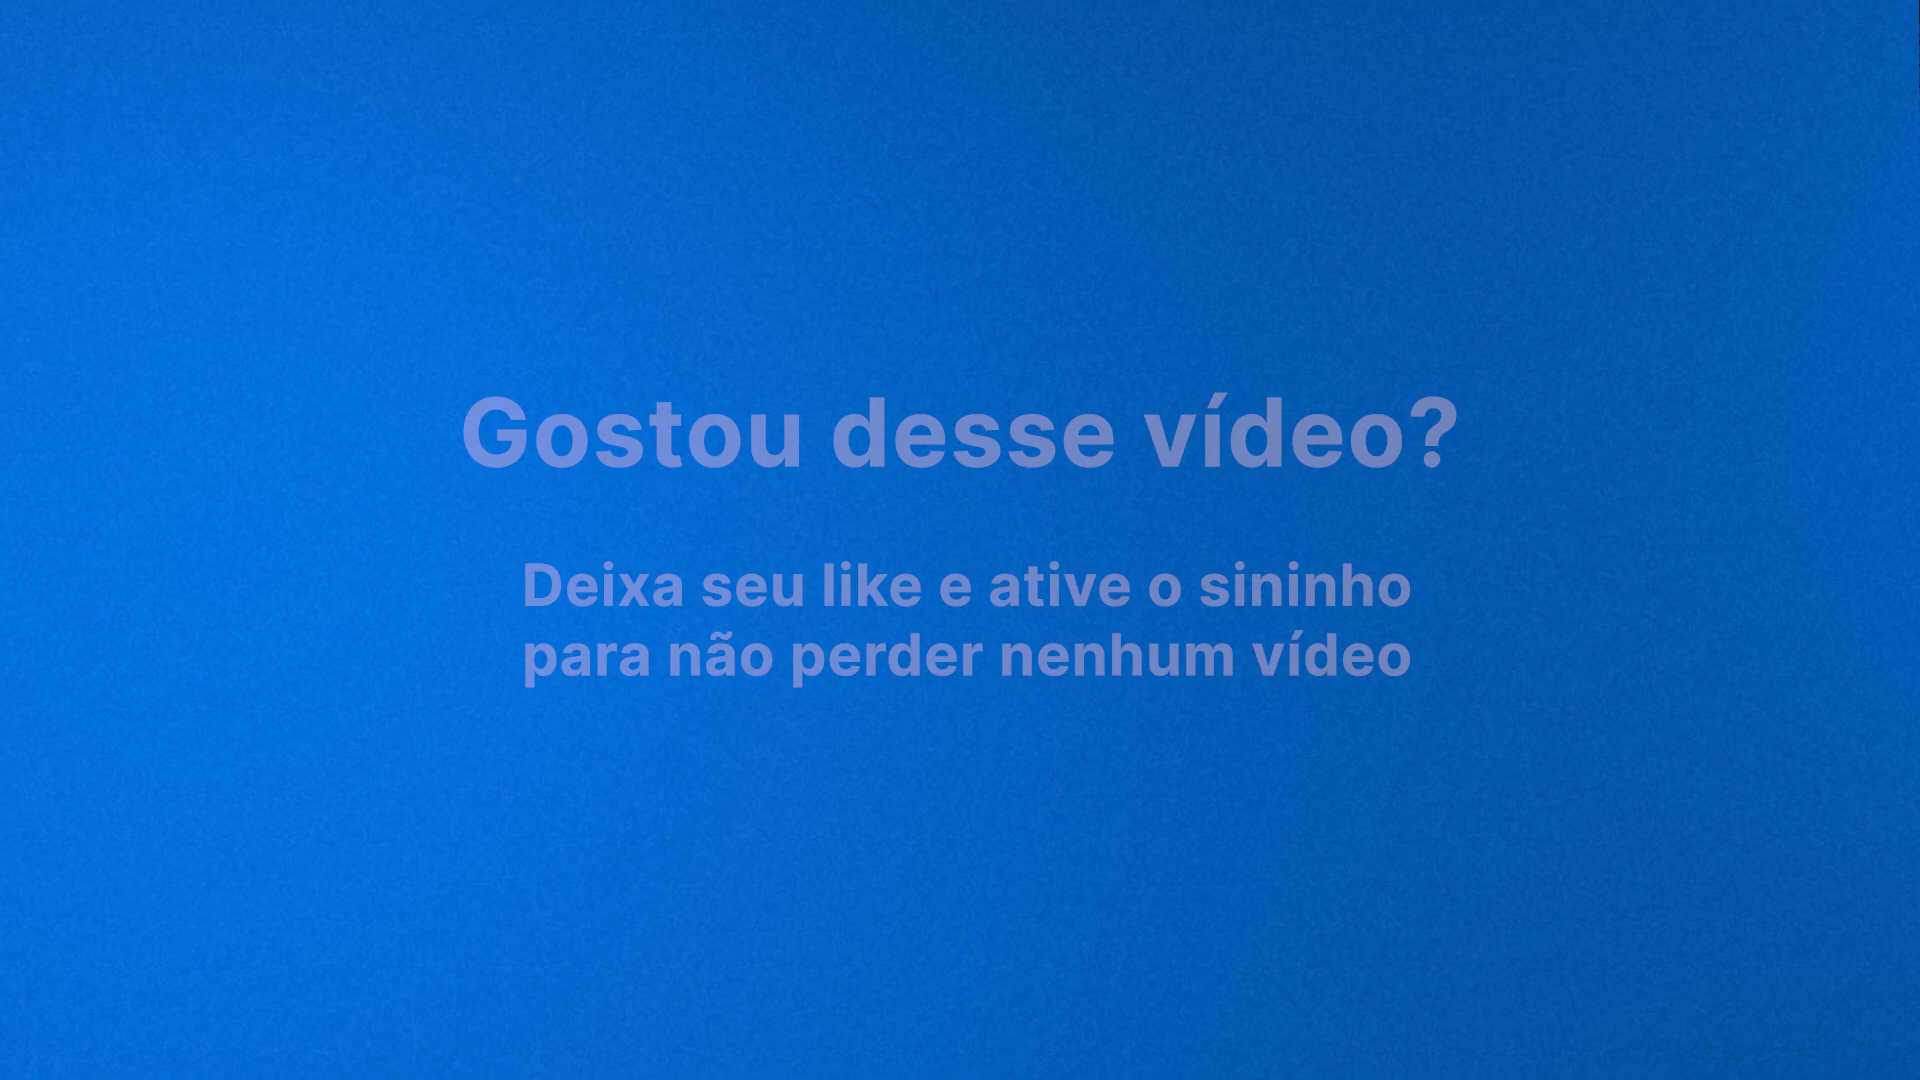 Gostou desse vídeo?
Deixa seu like e ative o sininho
para não perder nenhum vídeo